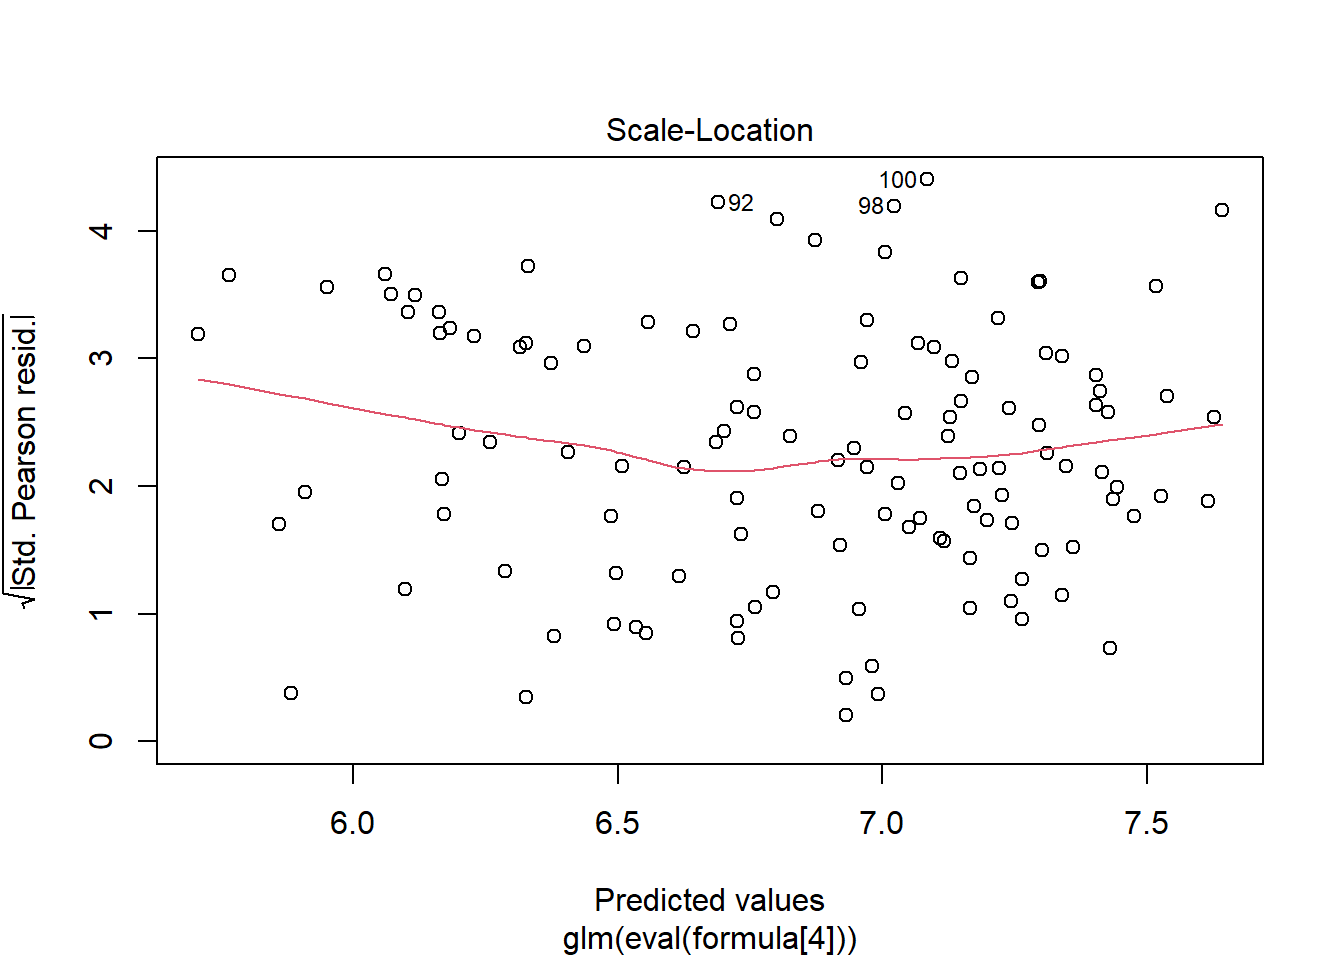 Scale-Location
100
92
98
4
3
2
1
0
√|Std. Pearson resid.|
6.0 6.5 7.0 7.5
Predicted values
glm(eval(formula[4]))